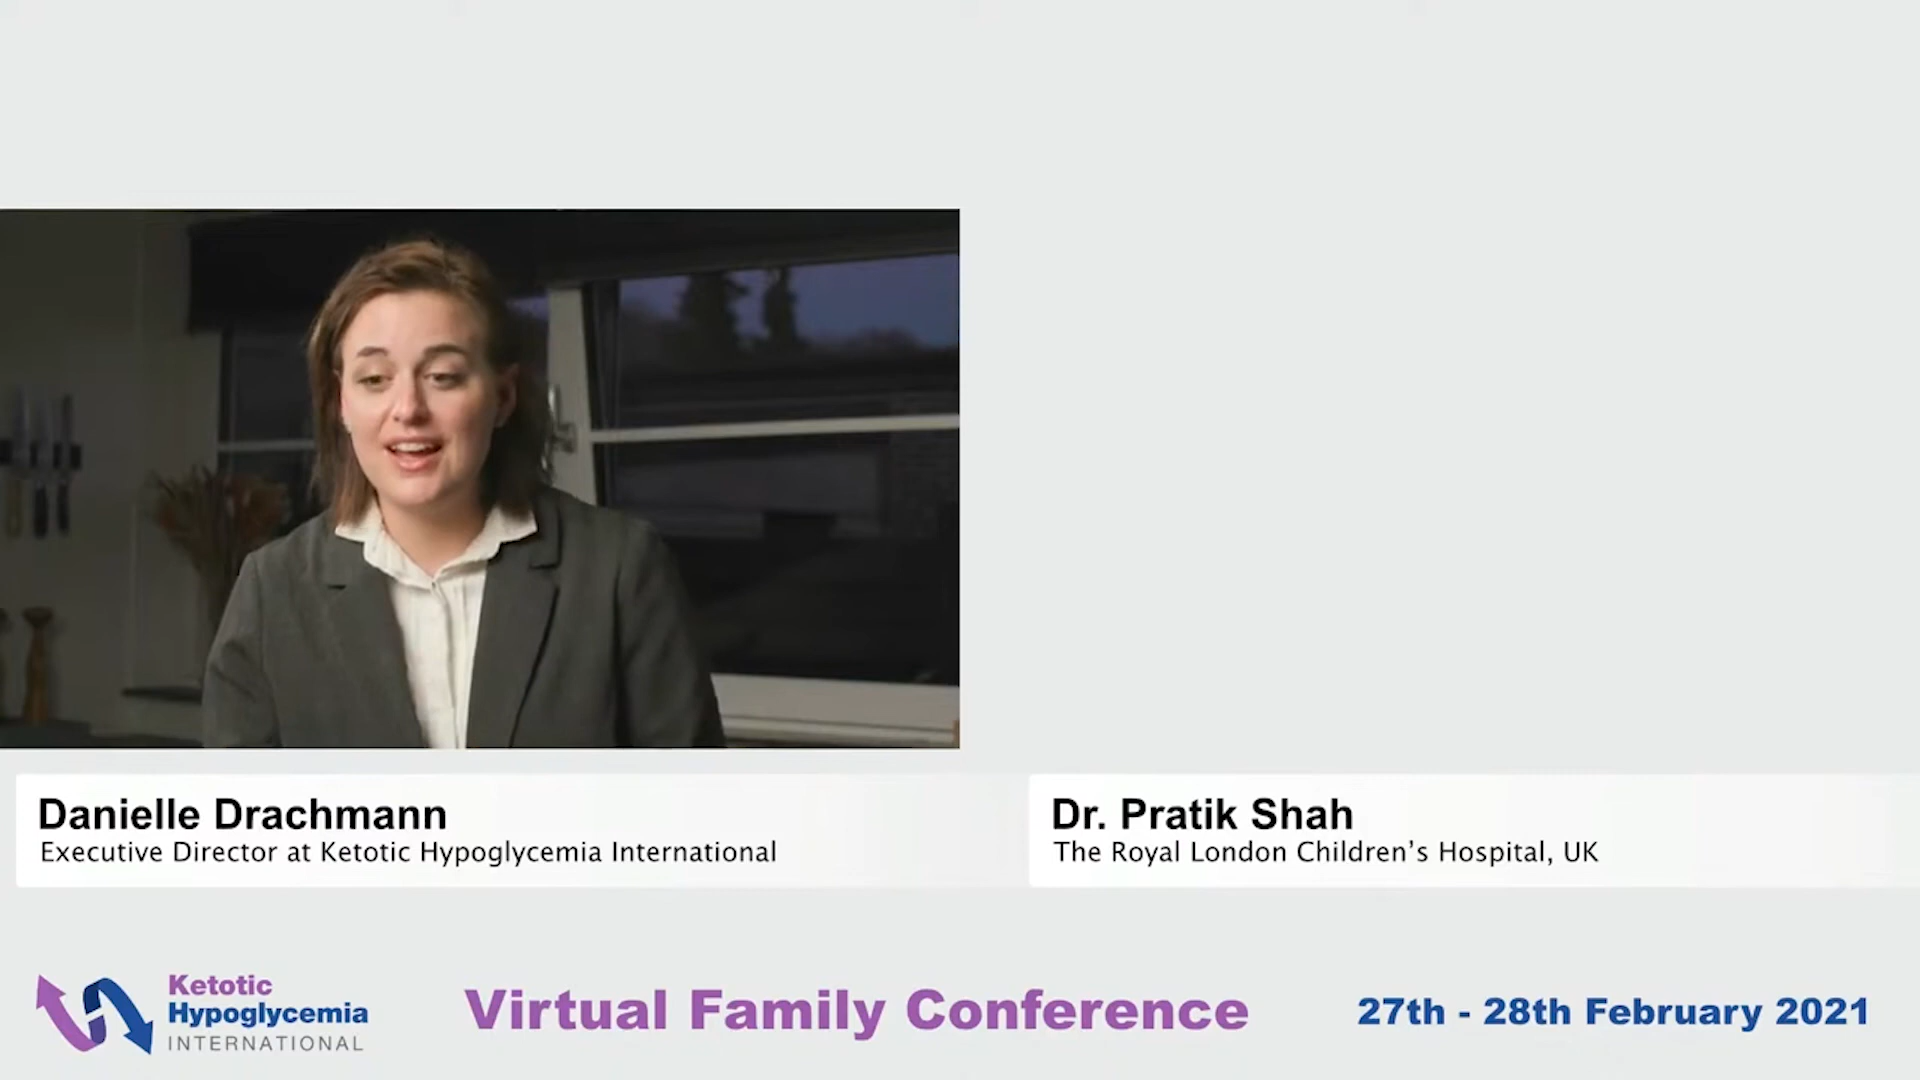 Danielle Drachmann
Executive Director at Ketotic Hypoglycemia International
Dr. Pratik Shah
The Royal London Children's Hospital, UK
Ketotic
Hypoglycemia
INTERNATIONAL
Virtual Family Conference
27th - 28th February 2021